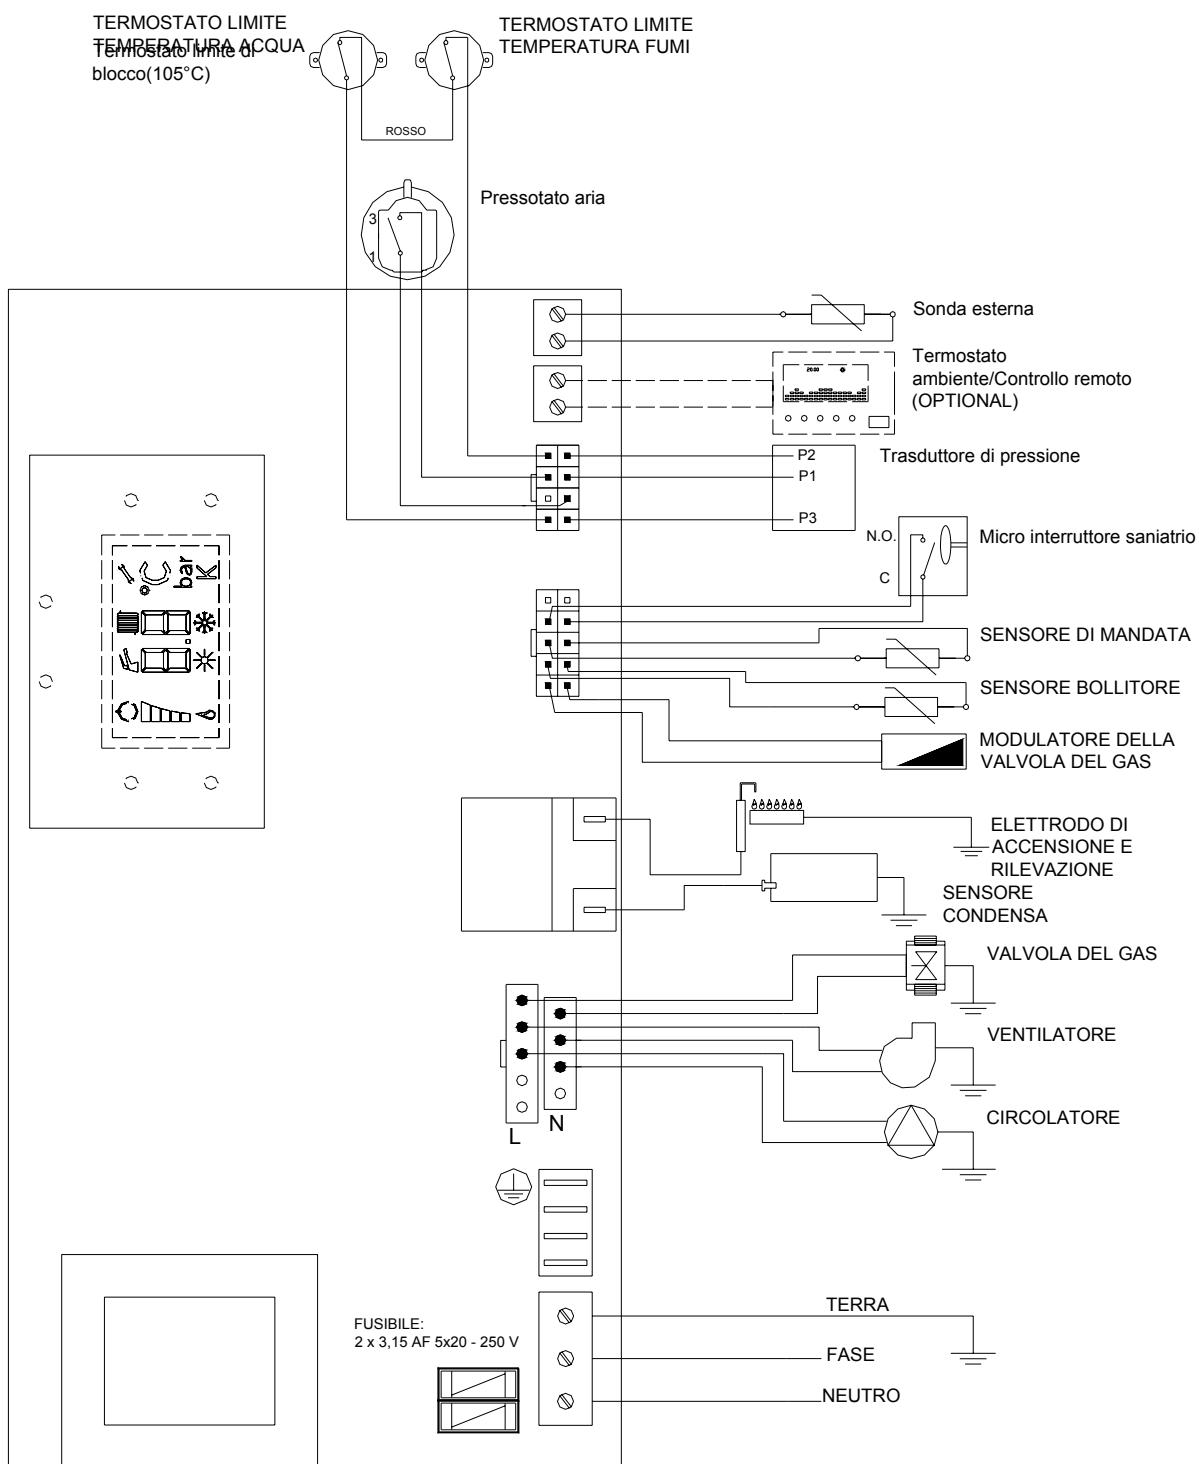 TERMOSTATO LIMITE
TEMPERATURA ACQUA
Termostato limite di
blocco(105°C)
TERMOSTATO LIMITE
TEMPERATURA FUMI
ROSSO
Pressotato aria
3
1
Sonda esterna
Termostato
ambiente/Controllo remoto
(OPTIONAL)
20:00
P2
Trasduttore di pressione
P1
P3
N.O.
Micro interruttore saniatrio
C
°C
bar
K
SENSORE DI MANDATA
SENSORE BOLLITORE
MODULATORE DELLA
VALVOLA DEL GAS
ELETTRODO DI
ACCENSIONE E
RILEVAZIONE
SENSORE
CONDENSA
VALVOLA DEL GAS
VENTILATORE
CIRCOLATORE
L
N
TERRA
FUSIBILE:
2 x 3,15 AF 5x20 - 250 V
FASE
NEUTRO